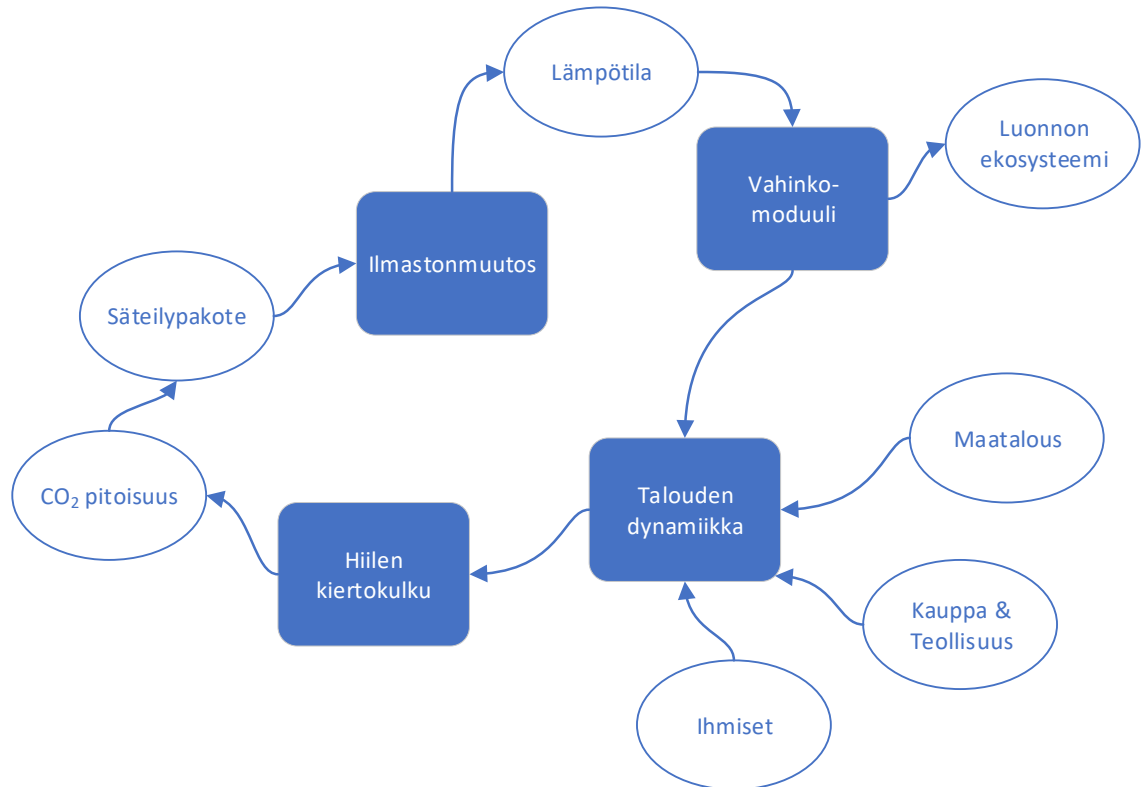 Lämpötila
Luonnon
ekosysteemi
Vahinko-
moduuli
Ilmastonmuutos
Säteilypakote
Maatalous
CO₂ pitoisuus
Talouden
dynamiikka
Hiilen
kiertokulku
Kauppa &
Teollisuus
Ihmiset